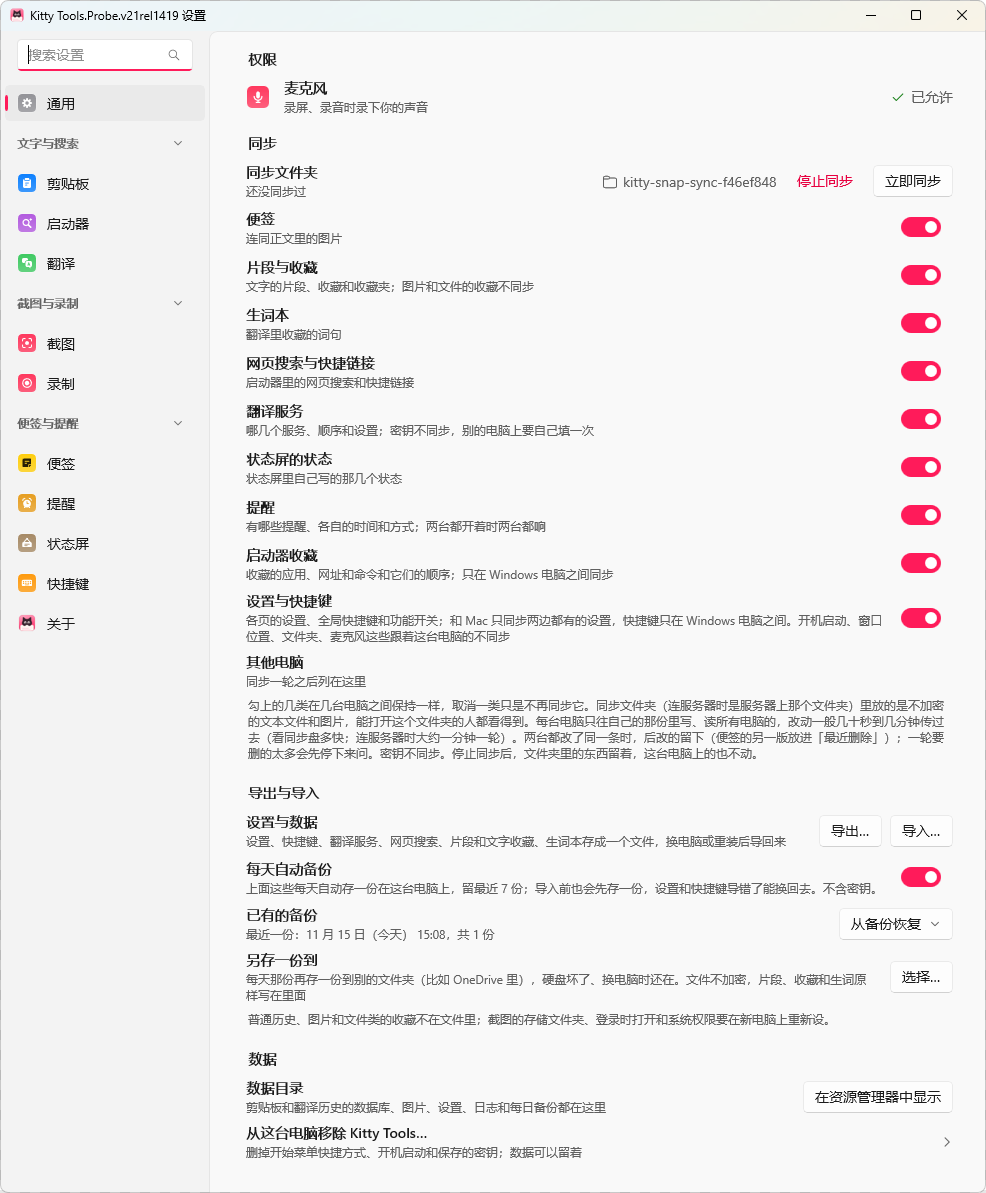 Kitty Tools.Probe.v21rel1419 设置
搜索设置
通用
文字与搜索
剪贴板
启动器
翻译
截图与录制
截图
录制
便签与提醒
便签
提醒
状态屏
快捷键
关于
权限
麦克风
录屏、录音时录下你的声音
已允许
同步
同步文件夹
还没同步过
kitty-snap-sync-f46ef848
停止同步
立即同步
便签
连同正文里的图片
片段与收藏
文字的片段、收藏和收藏夹；图片和文件的收藏不同步
生词本
翻译里收藏的词句
网页搜索与快捷链接
启动器里的网页搜索和快捷链接
翻译服务
哪几个服务、顺序和设置；密钥不同步，别的电脑上要自己填一次
状态屏的状态
状态屏里自己写的那几个状态
提醒
有哪些提醒、各自的时间和方式；两台都开着时两台都响
启动器收藏
收藏的应用、网址和命令和它们的顺序；只在 Windows 电脑之间同步
设置与快捷键
各页的设置、全局快捷键和功能开关；和 Mac 只同步两边都有的设置，快捷键只在 Windows 电脑之间。开机启动、窗口
位置、文件夹、麦克风这些跟着这台电脑的不同步
其他电脑
同步一轮之后列在这里
勾上的几类在几台电脑之间保持一样，取消一类只是不再同步它。同步文件夹（连服务器时是服务器上那个文件夹）里放的是不加密
的文本文件和图片，能打开这个文件夹的人都看得到。每台电脑只往自己的那份里写、读所有电脑的，改动一般几十秒到几分钟传过
去（看同步盘多快；连服务器时大约一分钟一轮）。两台都改了同一条时，后改的留下（便签的另一版放进「最近删除」）；一轮要
删的太多会先停下来问。密钥不同步。停止同步后，文件夹里的东西留着，这台电脑上的也不动。
导出与导入
设置与数据
设置、快捷键、翻译服务、网页搜索、片段和文字收藏、生词本存成一个文件，换电脑或重装后导回来
导出...
导入...
每天自动备份
上面这些每天自动存一份在这台电脑上，留最近 7 份；导入前也会先存一份，设置和快捷键导错了能换回去。不含密钥。
已有的备份
最近一份：11 月 15 日（今天） 15:08，共 1 份
从备份恢复
另存一份到
每天那份再存一份到别的文件夹（比如 OneDrive 里），硬盘坏了、换电脑时还在。文件不加密，片段、收藏和生词原
样写在里面
选择...
普通历史、图片和文件类的收藏不在文件里；截图的存储文件夹、登录时打开和系统权限要在新电脑上重新设。
数据
数据目录
剪贴板和翻译历史的数据库、图片、设置、日志和每日备份都在这里
在资源管理器中显示
从这台电脑移除 Kitty Tools...
删掉开始菜单快捷方式、开机启动和保存的密钥；数据可以留着